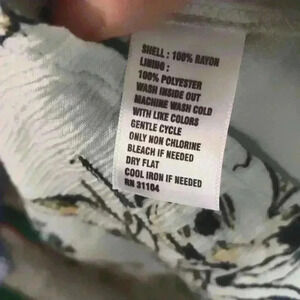 SHELL : 100% RAYON
LINING :
100% POLYESTER
WASH INSIDE OUT
MACHINE WASH COLD
WITH LIKE COLORS
GENTLE CYCLE
ONLY NON CHLORINE
BLEACH IF NEEDED
DRY FLAT
COOL IRON IF NEEDED
RN 31104